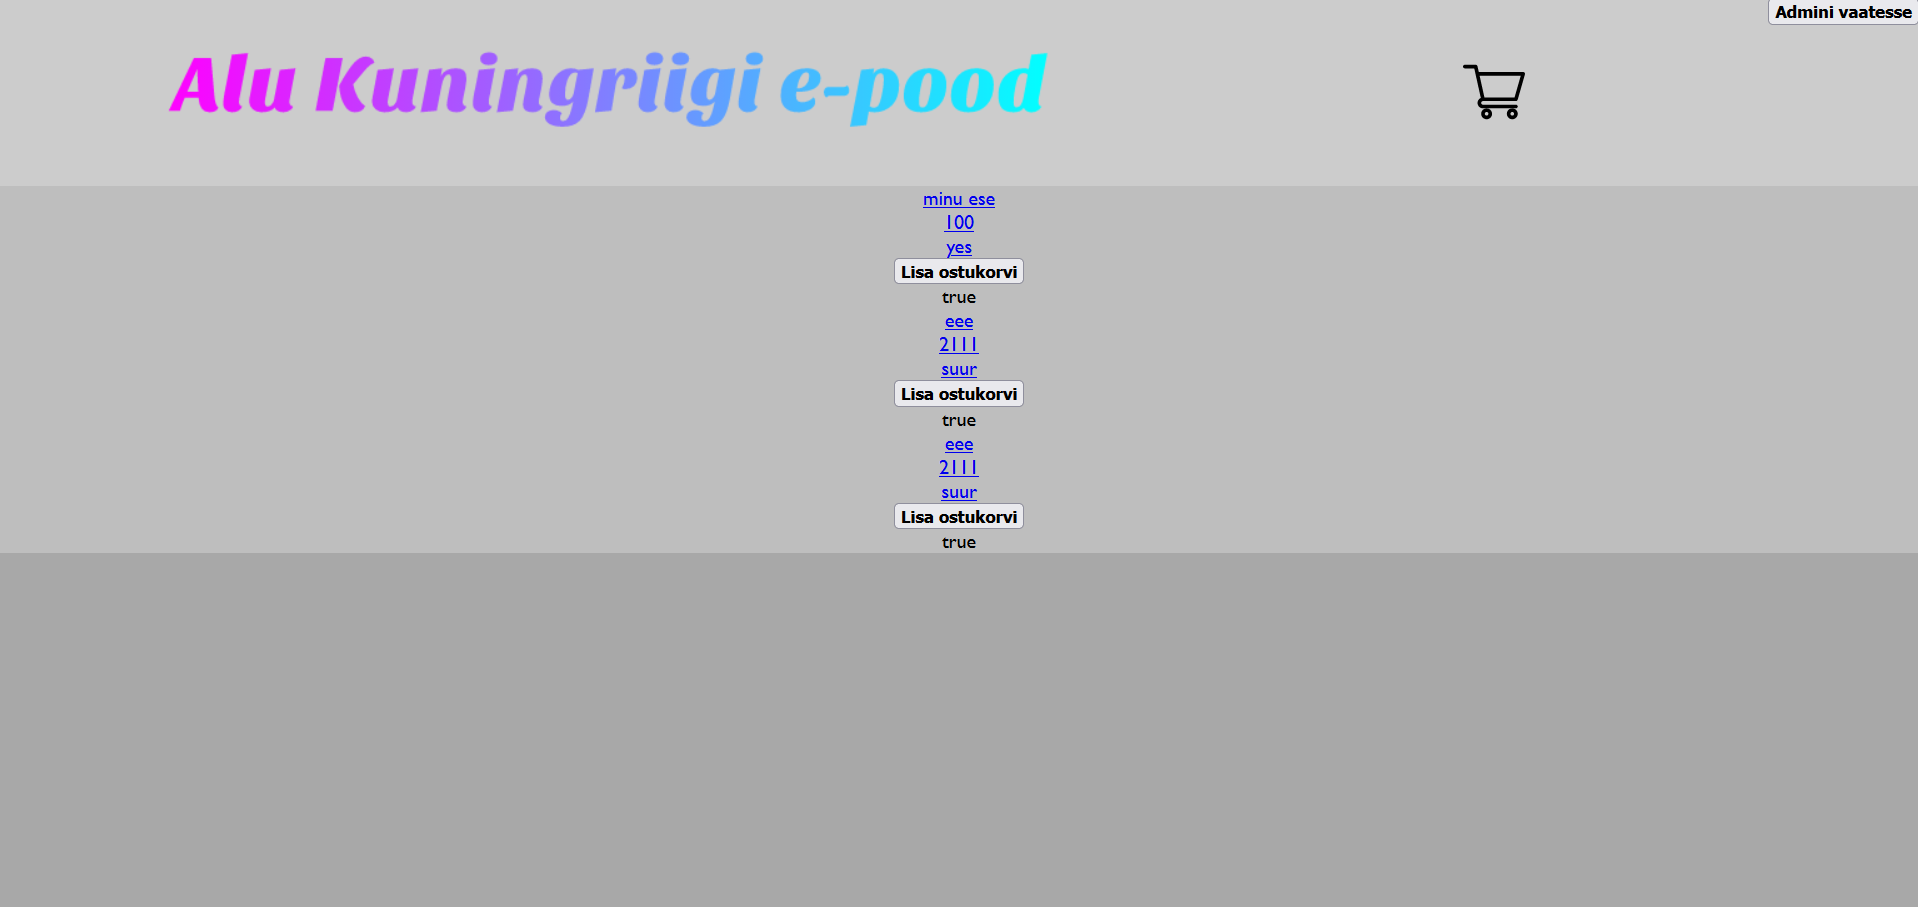 Admini vaatesse
Alu Kuningriigi e-pood
minu ese
100
yes
Lisa ostukorvi
true
eee
2111
suur
Lisa ostukorvi
true
eee
2111
suur
Lisa ostukorvi
true